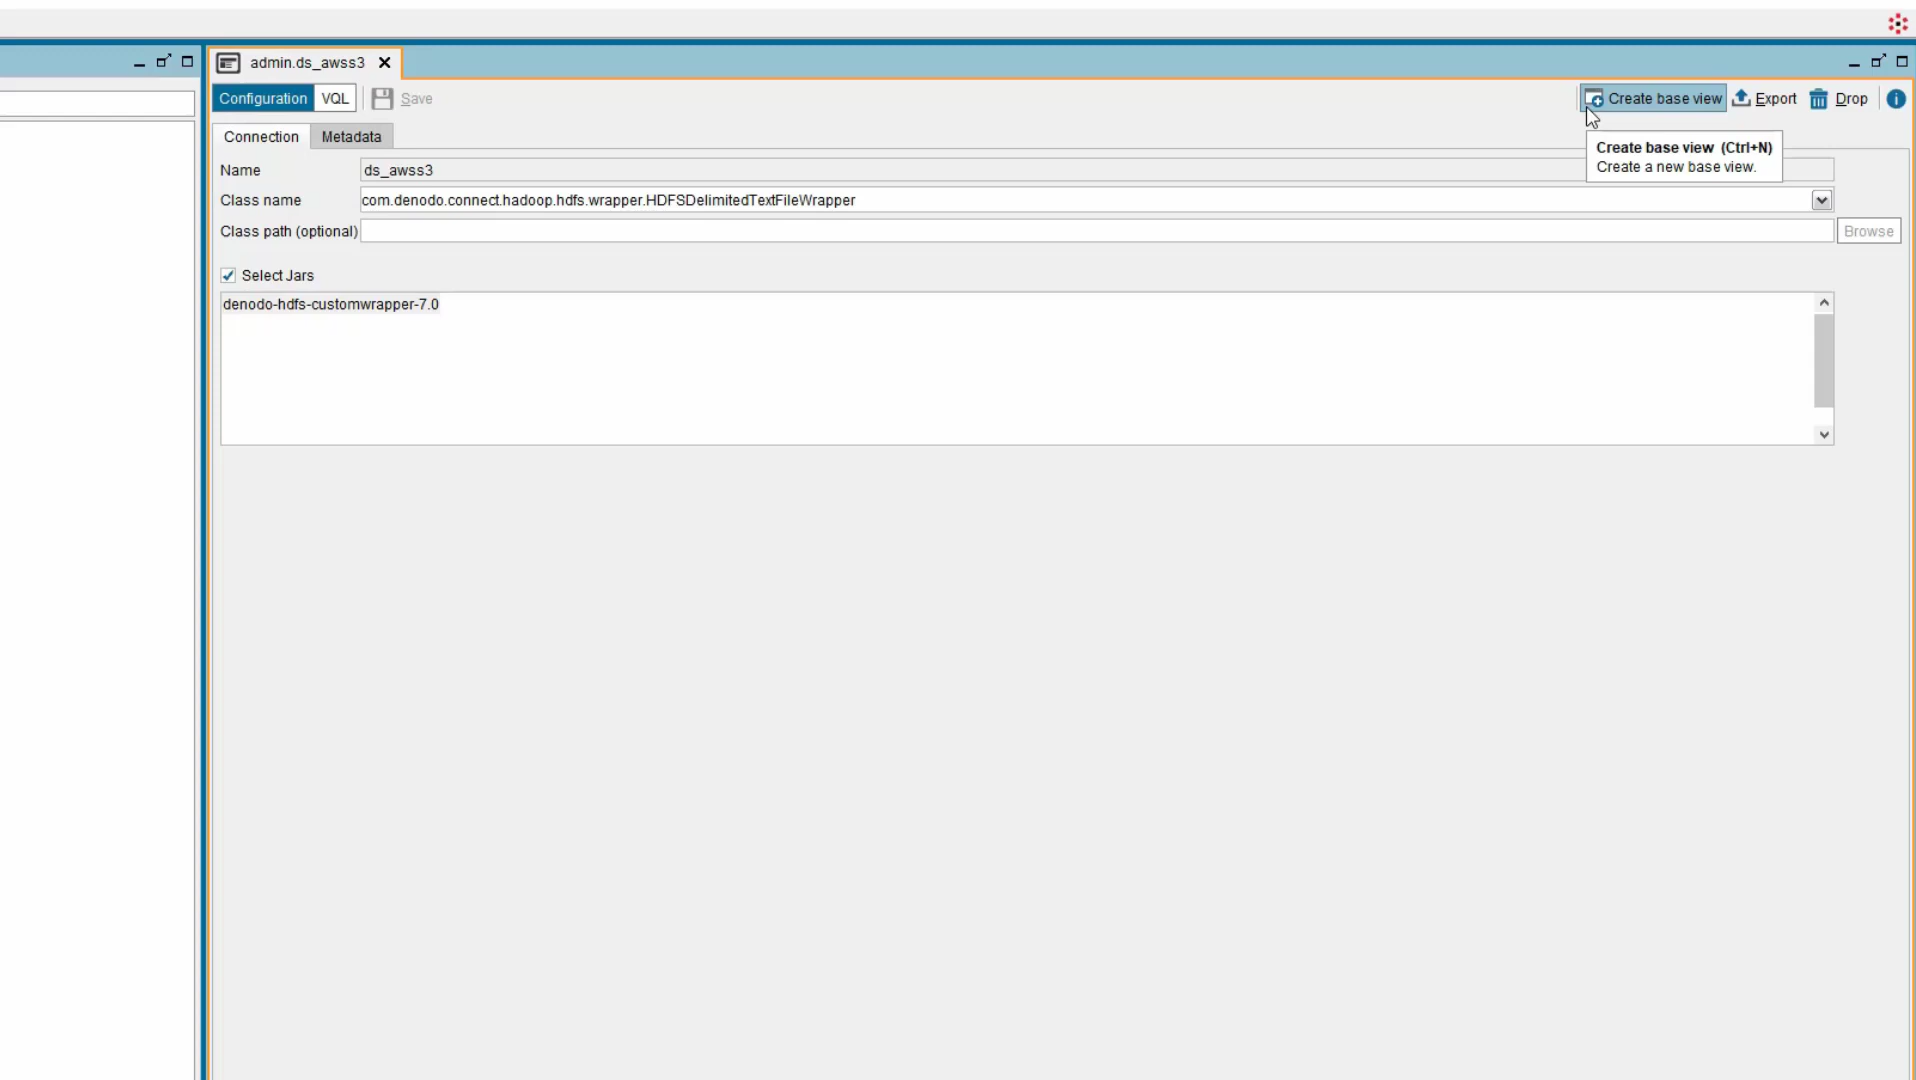 admin.ds_awss3
Configuration VQL Save Create base view Export Drop
Connection Metadata
Create base view (Ctrl+N)
Create a new base view.
Name ds_awss3
Class name com.denodo.connect.hadoop.hdfs.wrapper.HDFSDelimitedTextFileWrapper
Class path (optional) Browse
Select Jars
denodo-hdfs-customwrapper-7.0